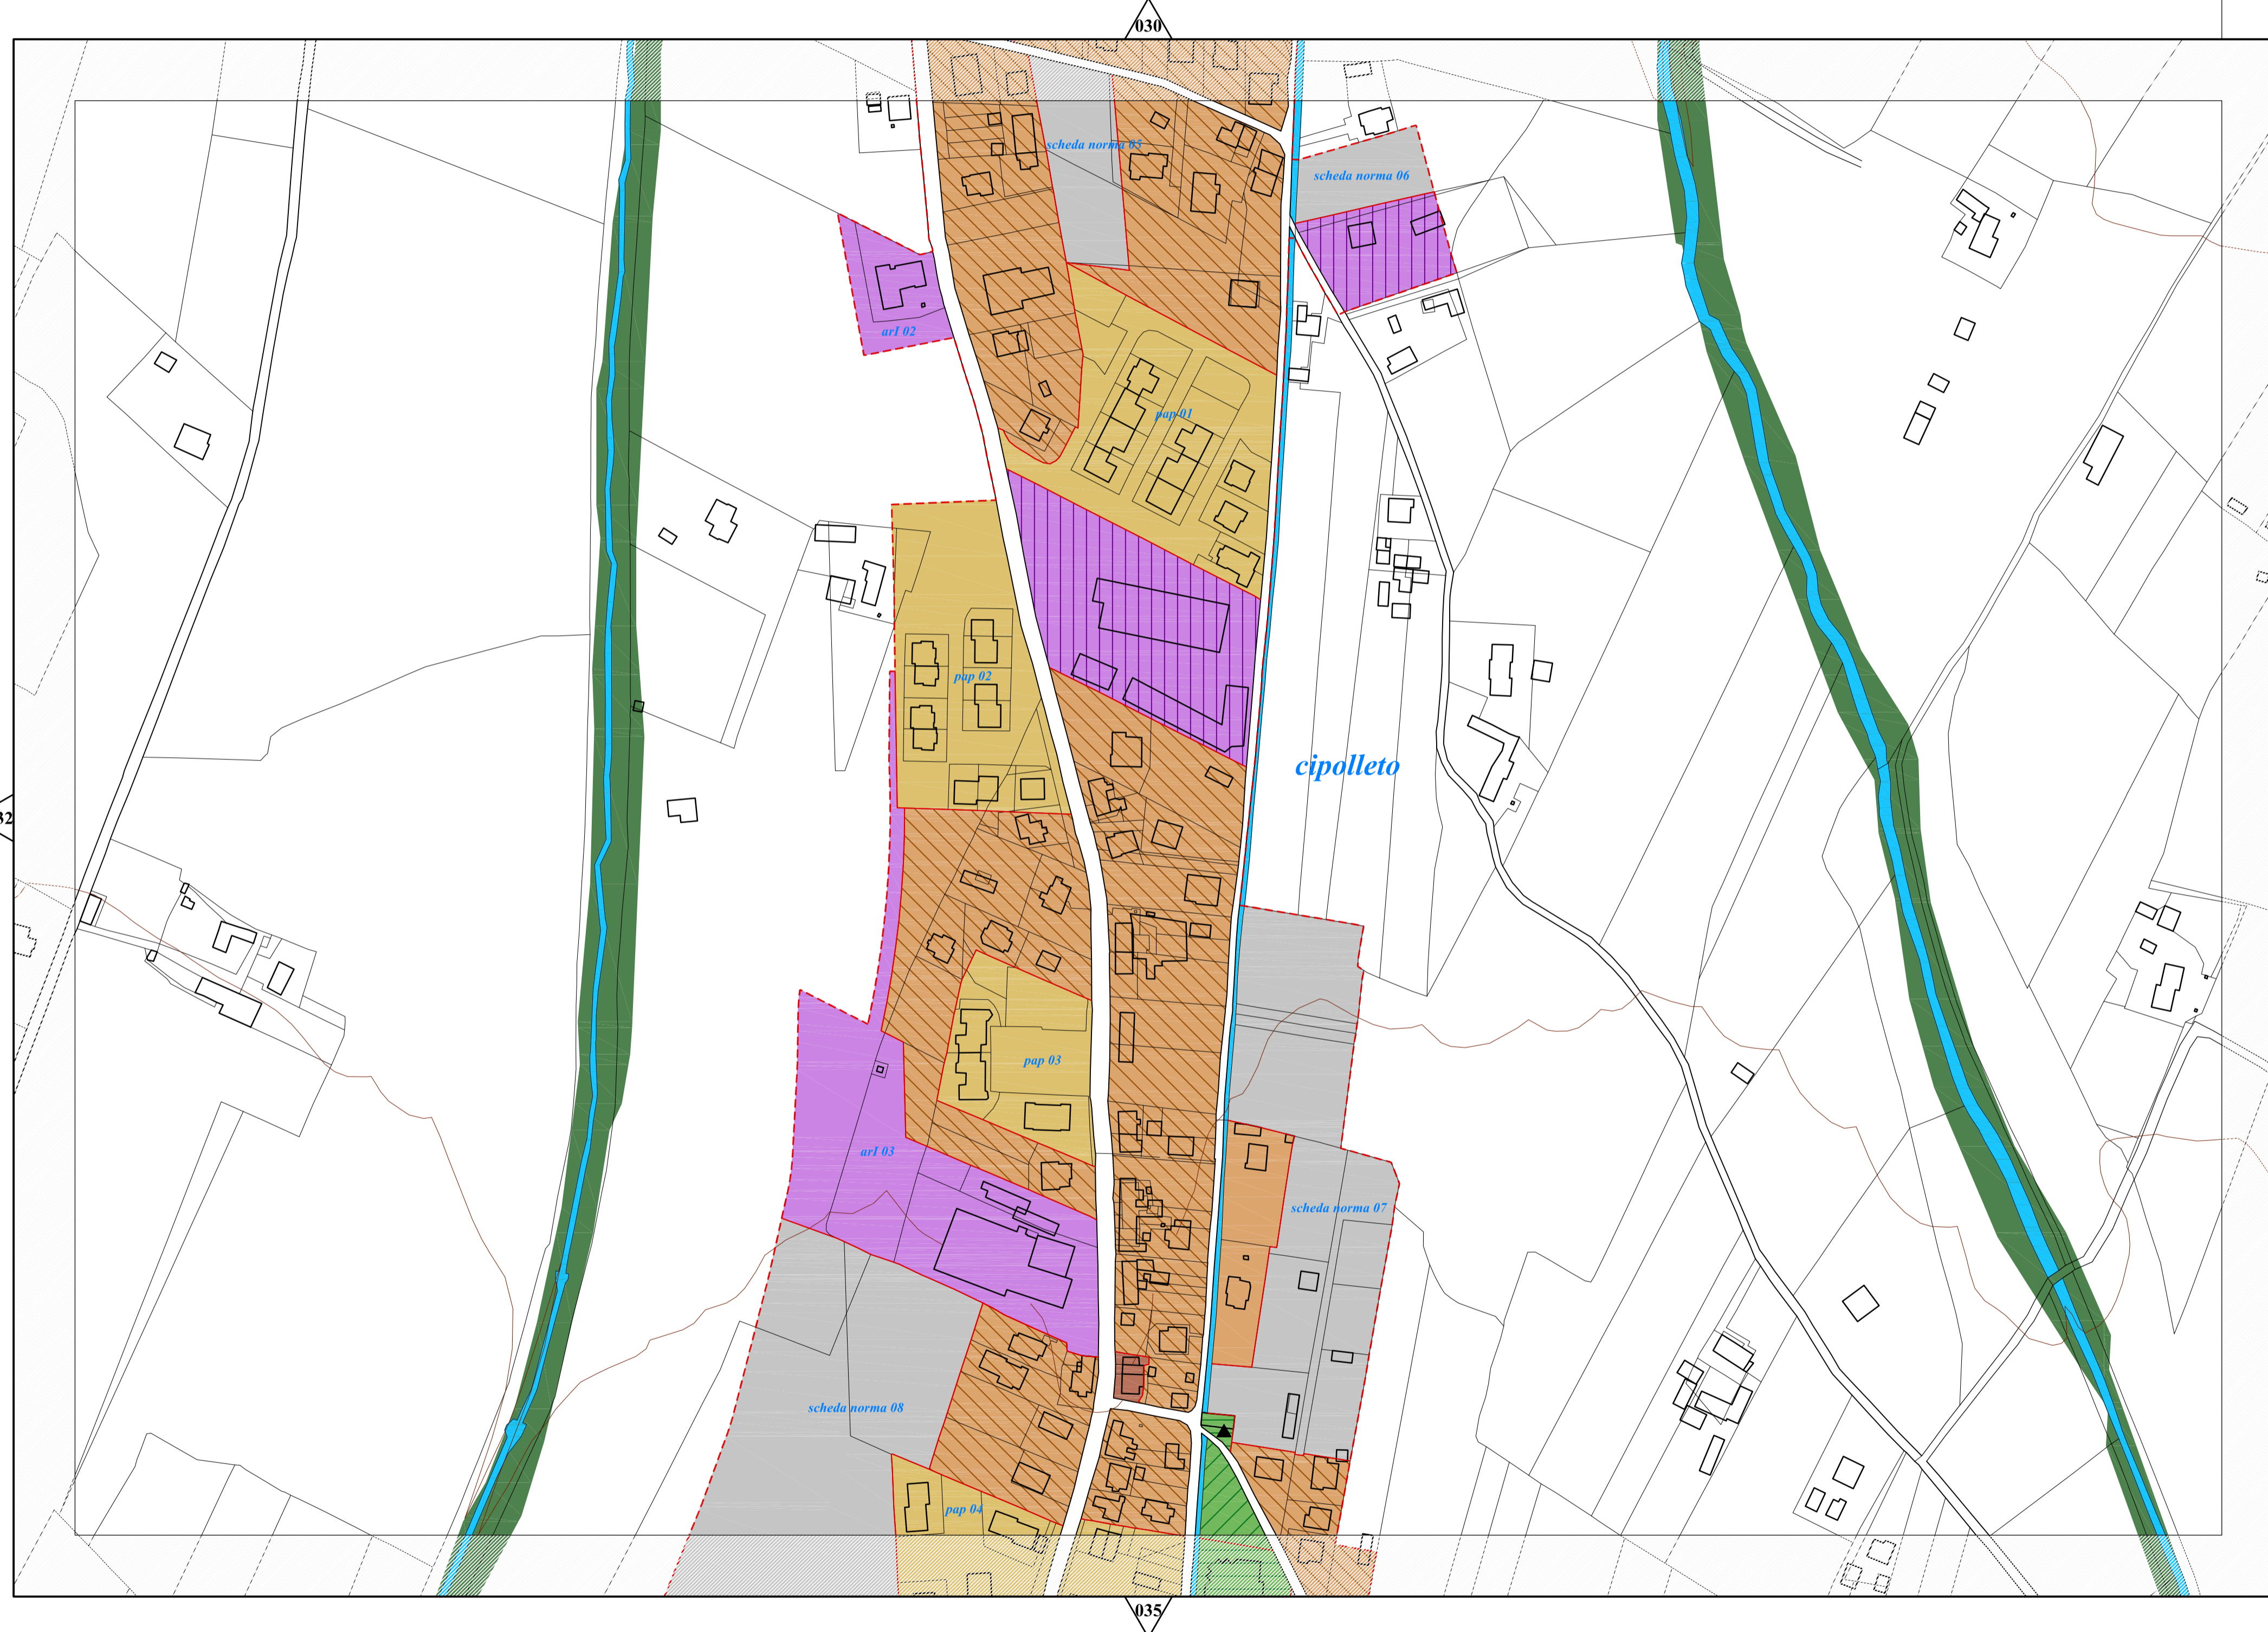 030
scheda norma 05
scheda norma 06
arI 02
pap 01
pap 02
cipolleto
32
pap 03
arI 03
scheda norma 07
scheda norma 08
pap 04
035